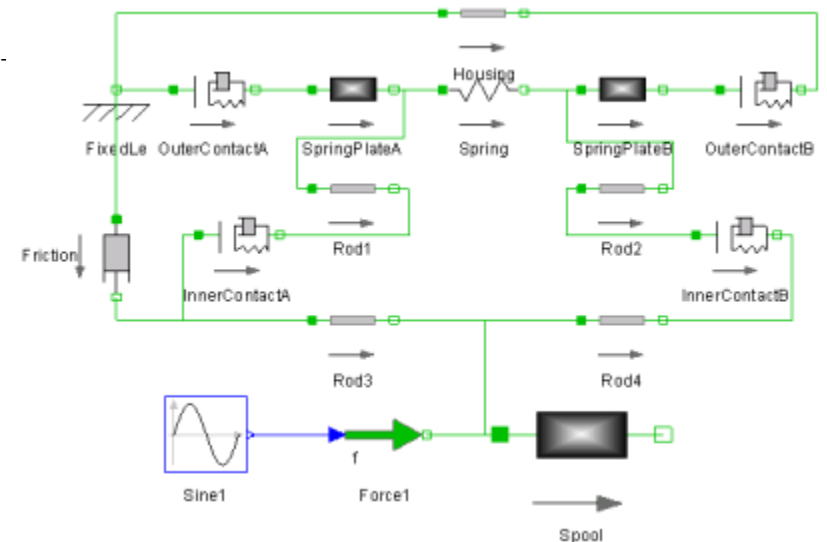 -
Housing
FixedLe OuterContactA SpringPlateA Spring SpringPlateB OuterContactB
Friction Rod1 Rod2
InnerContactA InnerContactB
Rod3 Rod4
f
Sine1 Force1
Spool